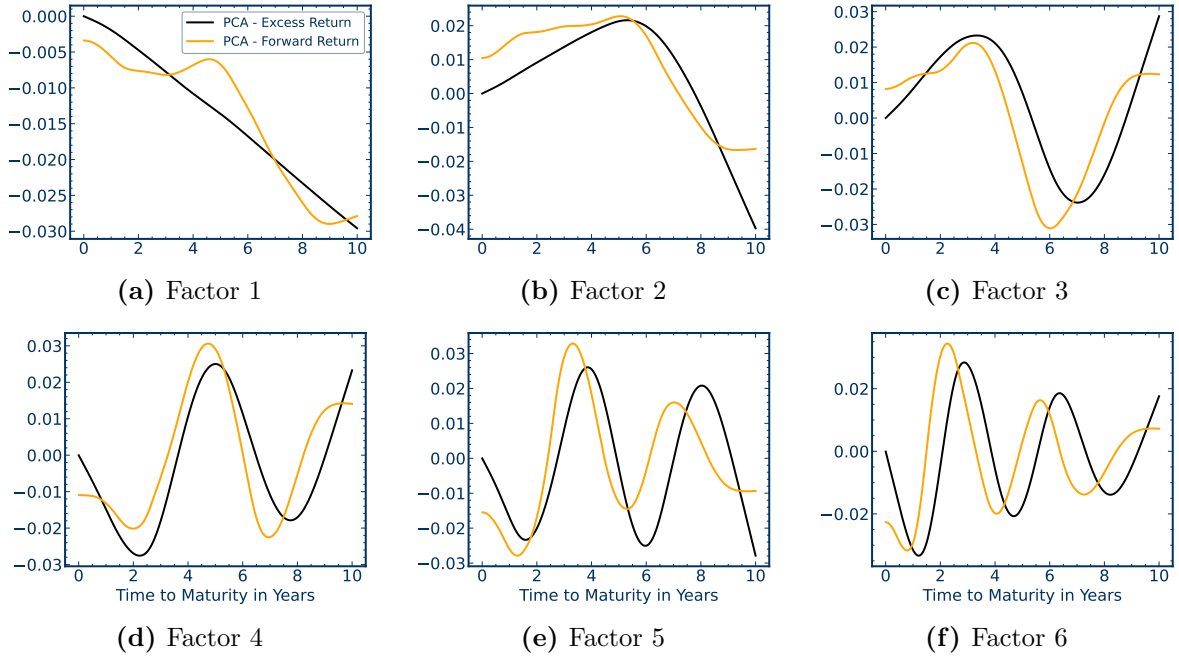 PCA - Excess Return
PCA - Forward Return
0.000
−0.005
−0.010
−0.015
−0.020
−0.025
−0.030
0 2 4 6 8 10
0.02
0.01
0.00
−0.01
−0.02
−0.03
−0.04
0 2 4 6 8 10
0.03
0.02
0.01
0.00
−0.01
−0.02
−0.03
0 2 4 6 8 10
(a) Factor 1
(b) Factor 2
(c) Factor 3
0.03
0.02
0.01
0.00
−0.01
−0.02
−0.03
0 2 4 6 8 10
Time to Maturity in Years
0.03
0.02
0.01
0.00
−0.01
−0.02
−0.03
0 2 4 6 8 10
Time to Maturity in Years
0.02
0.00
−0.02
0 2 4 6 8 10
Time to Maturity in Years
(d) Factor 4
(e) Factor 5
(f) Factor 6